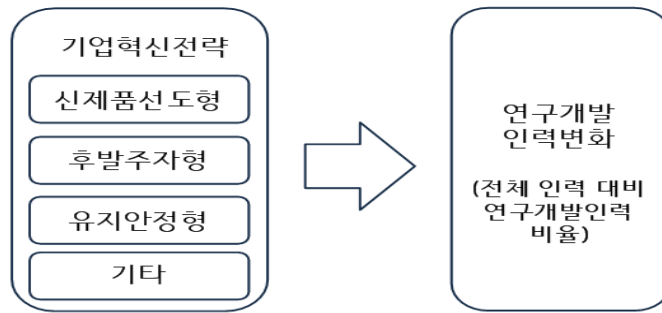 기업혁신전략
신제품선도형
후발주자형
유지안정형
기타
연구개발
인력변화
(전체 인력 대비
연구개발인력
비율)